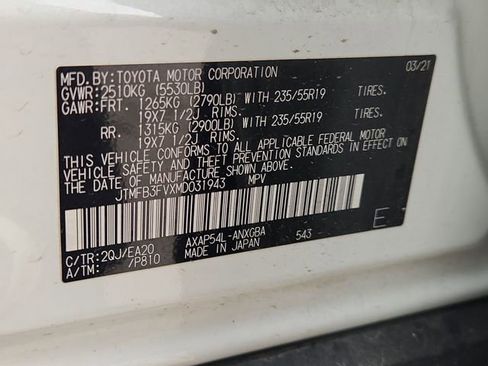 MFD.BY:TOYOTA MOTOR CORPORATION 03/21
GVWR:2510KG (5530LB)
GAWR:FRT. 1265KG (2790LB) WITH 235/55R19 TIRES.
19X7 1/2J RIMS.
RR. 1315KG (2900LB) WITH 235/55R19 TIRES.
19X7 1/2J RIMS.
THIS VEHICLE CONFORMS TO ALL APPLICABLE FEDERAL MOTOR
VEHICLE SAFETY AND THEFT PREVENTION STANDARDS IN
EFFECT ON THE DATE OF MANUFACTURE SHOWN ABOVE.
JTMFB3FVXMD031943 MPV
E
C/TR:2QJ/EA20 AXAP54L-ANXGBA 543
A/TM: /P810 MADE IN JAPAN